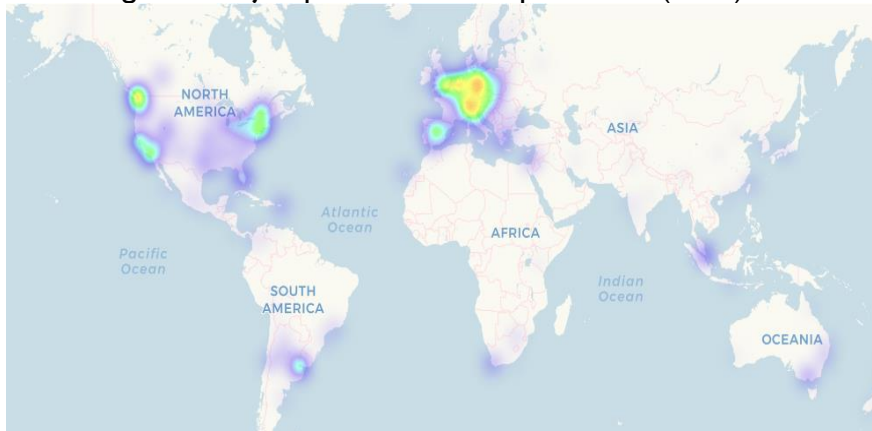 NORTH
AMERICA
ASIA
Atlantic
Ocean
AFRICA
Pacific
Ocean
Indian
Ocean
SOUTH
AMERICA
OCEANIA